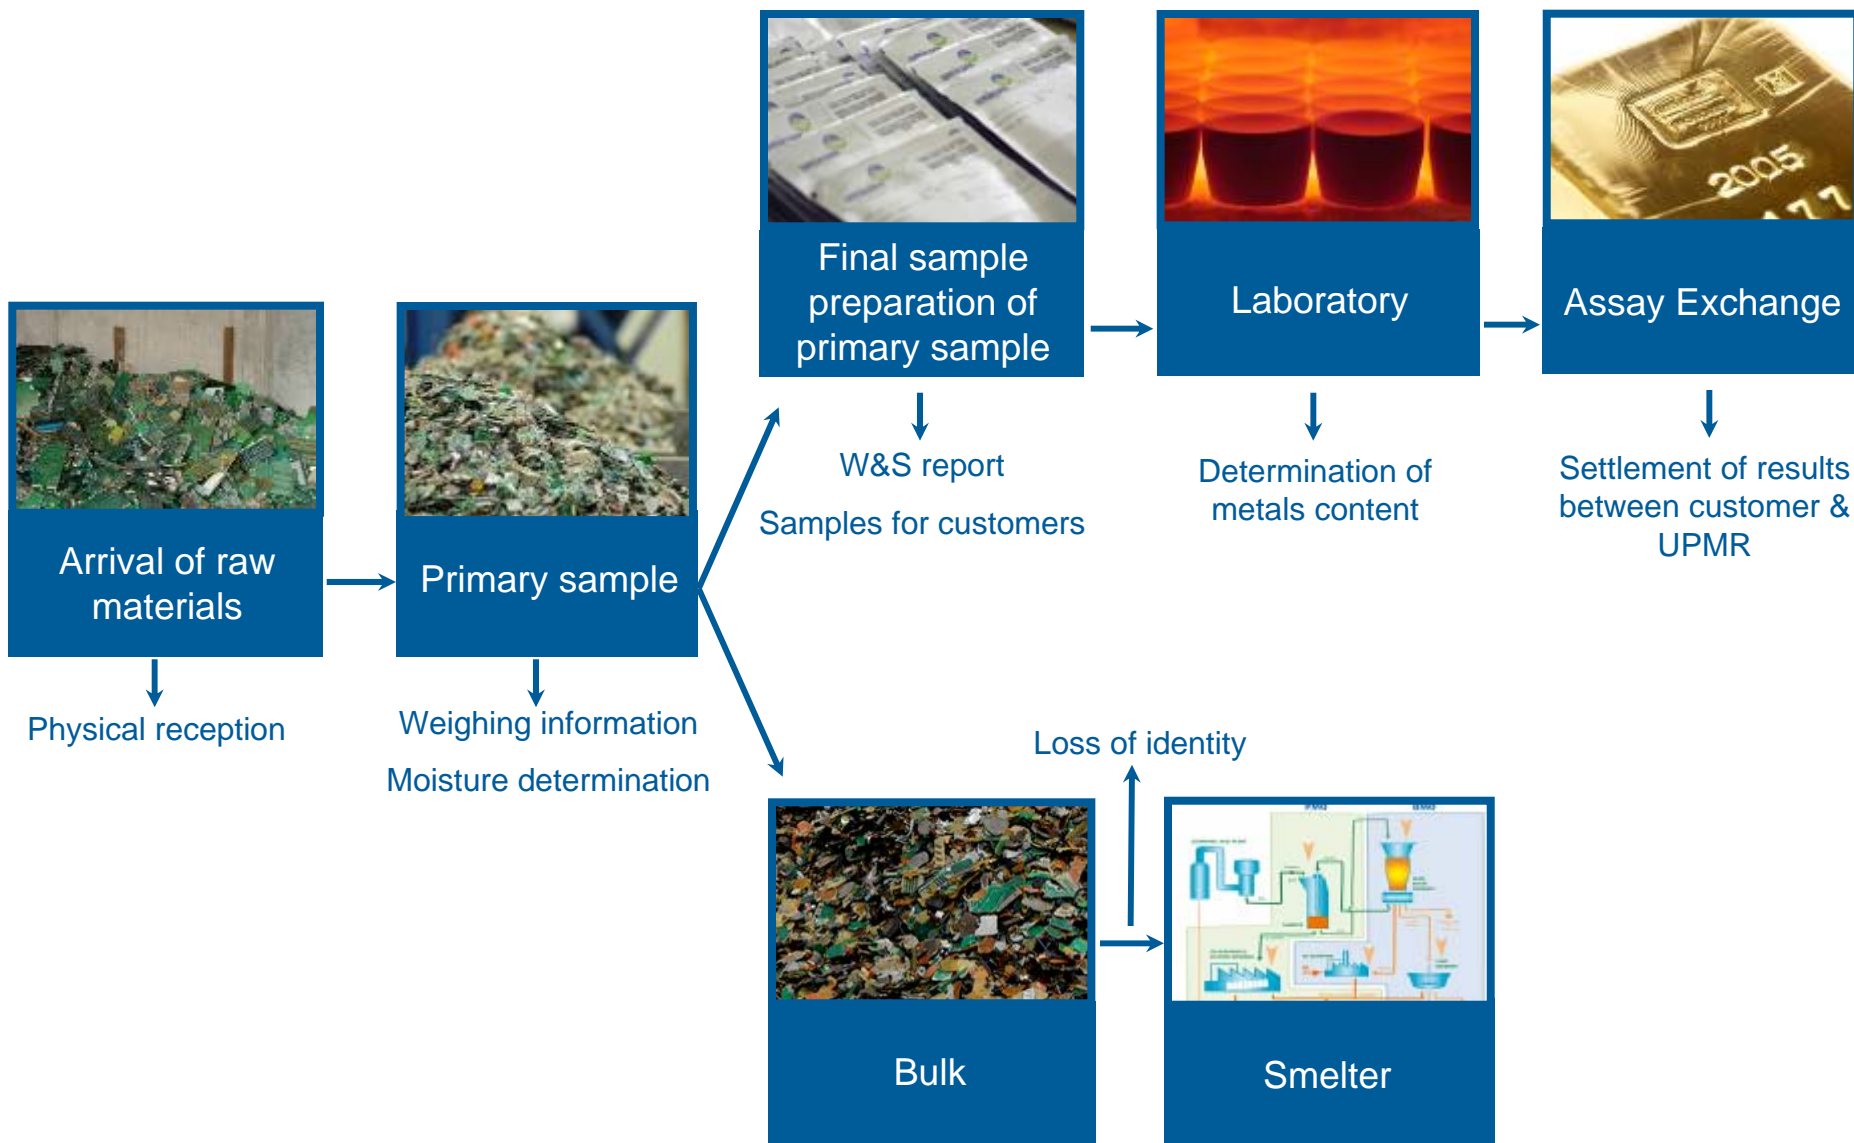 Final sample
preparation of
primary sample
Laboratory
Assay Exchange
2005
177
W&S report
Samples for customers
Determination of
metals content
Settlement of results
between customer &
UPMR
Arrival of raw
materials
Primary sample
Physical reception
Weighing information
Moisture determination
Loss of identity
Bulk
Smelter